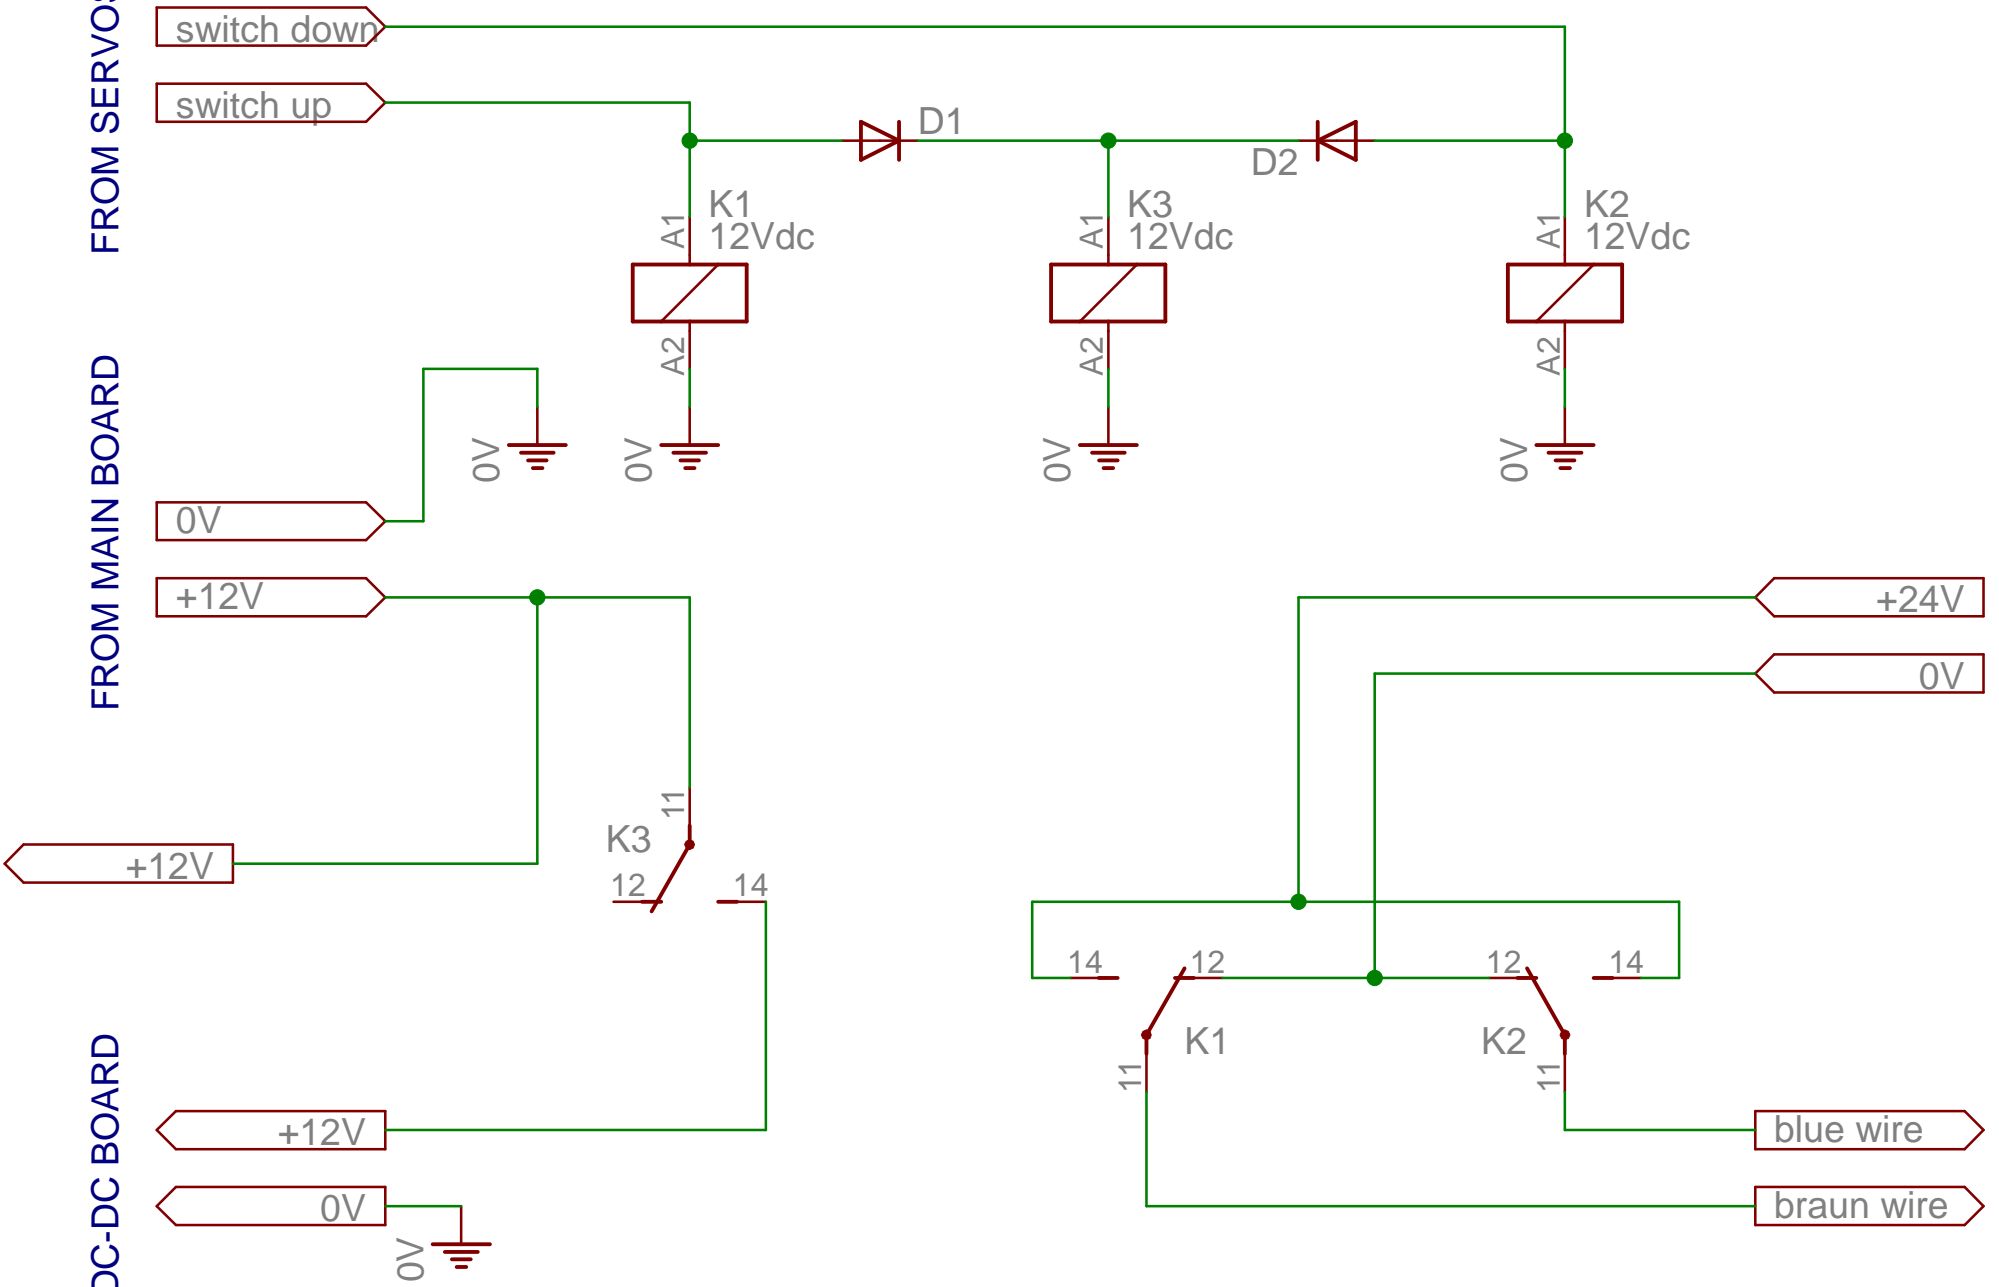 FROM SERVOS
switch down
switch up
D1
D2
K1
12Vdc
A1
A2
0V
K3
12Vdc
A1
A2
0V
K2
12Vdc
A1
A2
0V
FROM MAIN BOARD
0V
0V
+12V
+12V
K3
11
12
14
+24V
0V
14
12
K1
11
12
14
K2
11
DC-DC BOARD
+12V
0V
0V
blue wire
braun wire